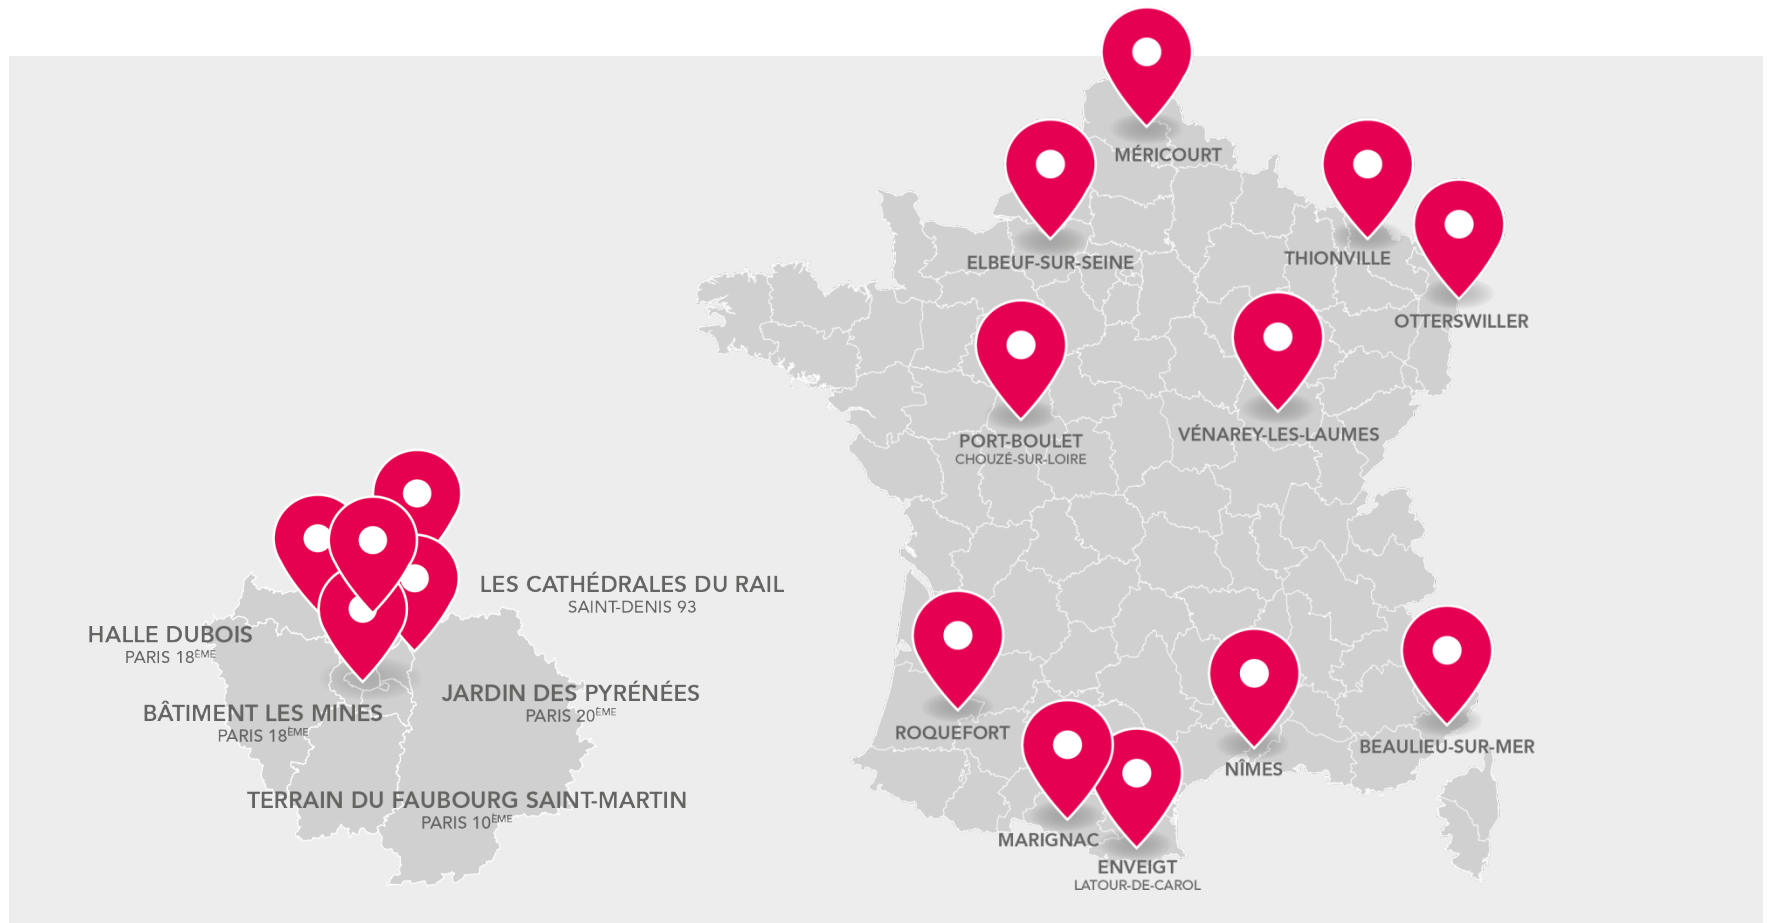 MÉRICOURT
ELBEUF-SUR-SEINE
THIONVILLE
OTTERSWILLER
PORT-BOULET
CHOUZÉ-SUR-LOIRE
VÉNAREY-LES-LAUMES
LES CATHÉDRALES DU RAIL
SAINT-DENIS 93
HALLE DUBOIS
PARIS 18ÈME
JARDIN DES PYRÉNÉES
PARIS 20ÈME
BÂTIMENT LES MINES
PARIS 18ÈME
TERRAIN DU FAUBOURG SAINT-MARTIN
PARIS 10ÈME
ROQUEFORT
BEAULIEU-SUR-MER
NÎMES
MARIGNAC
ENVEIGT
LATOUR-DE-CAROL